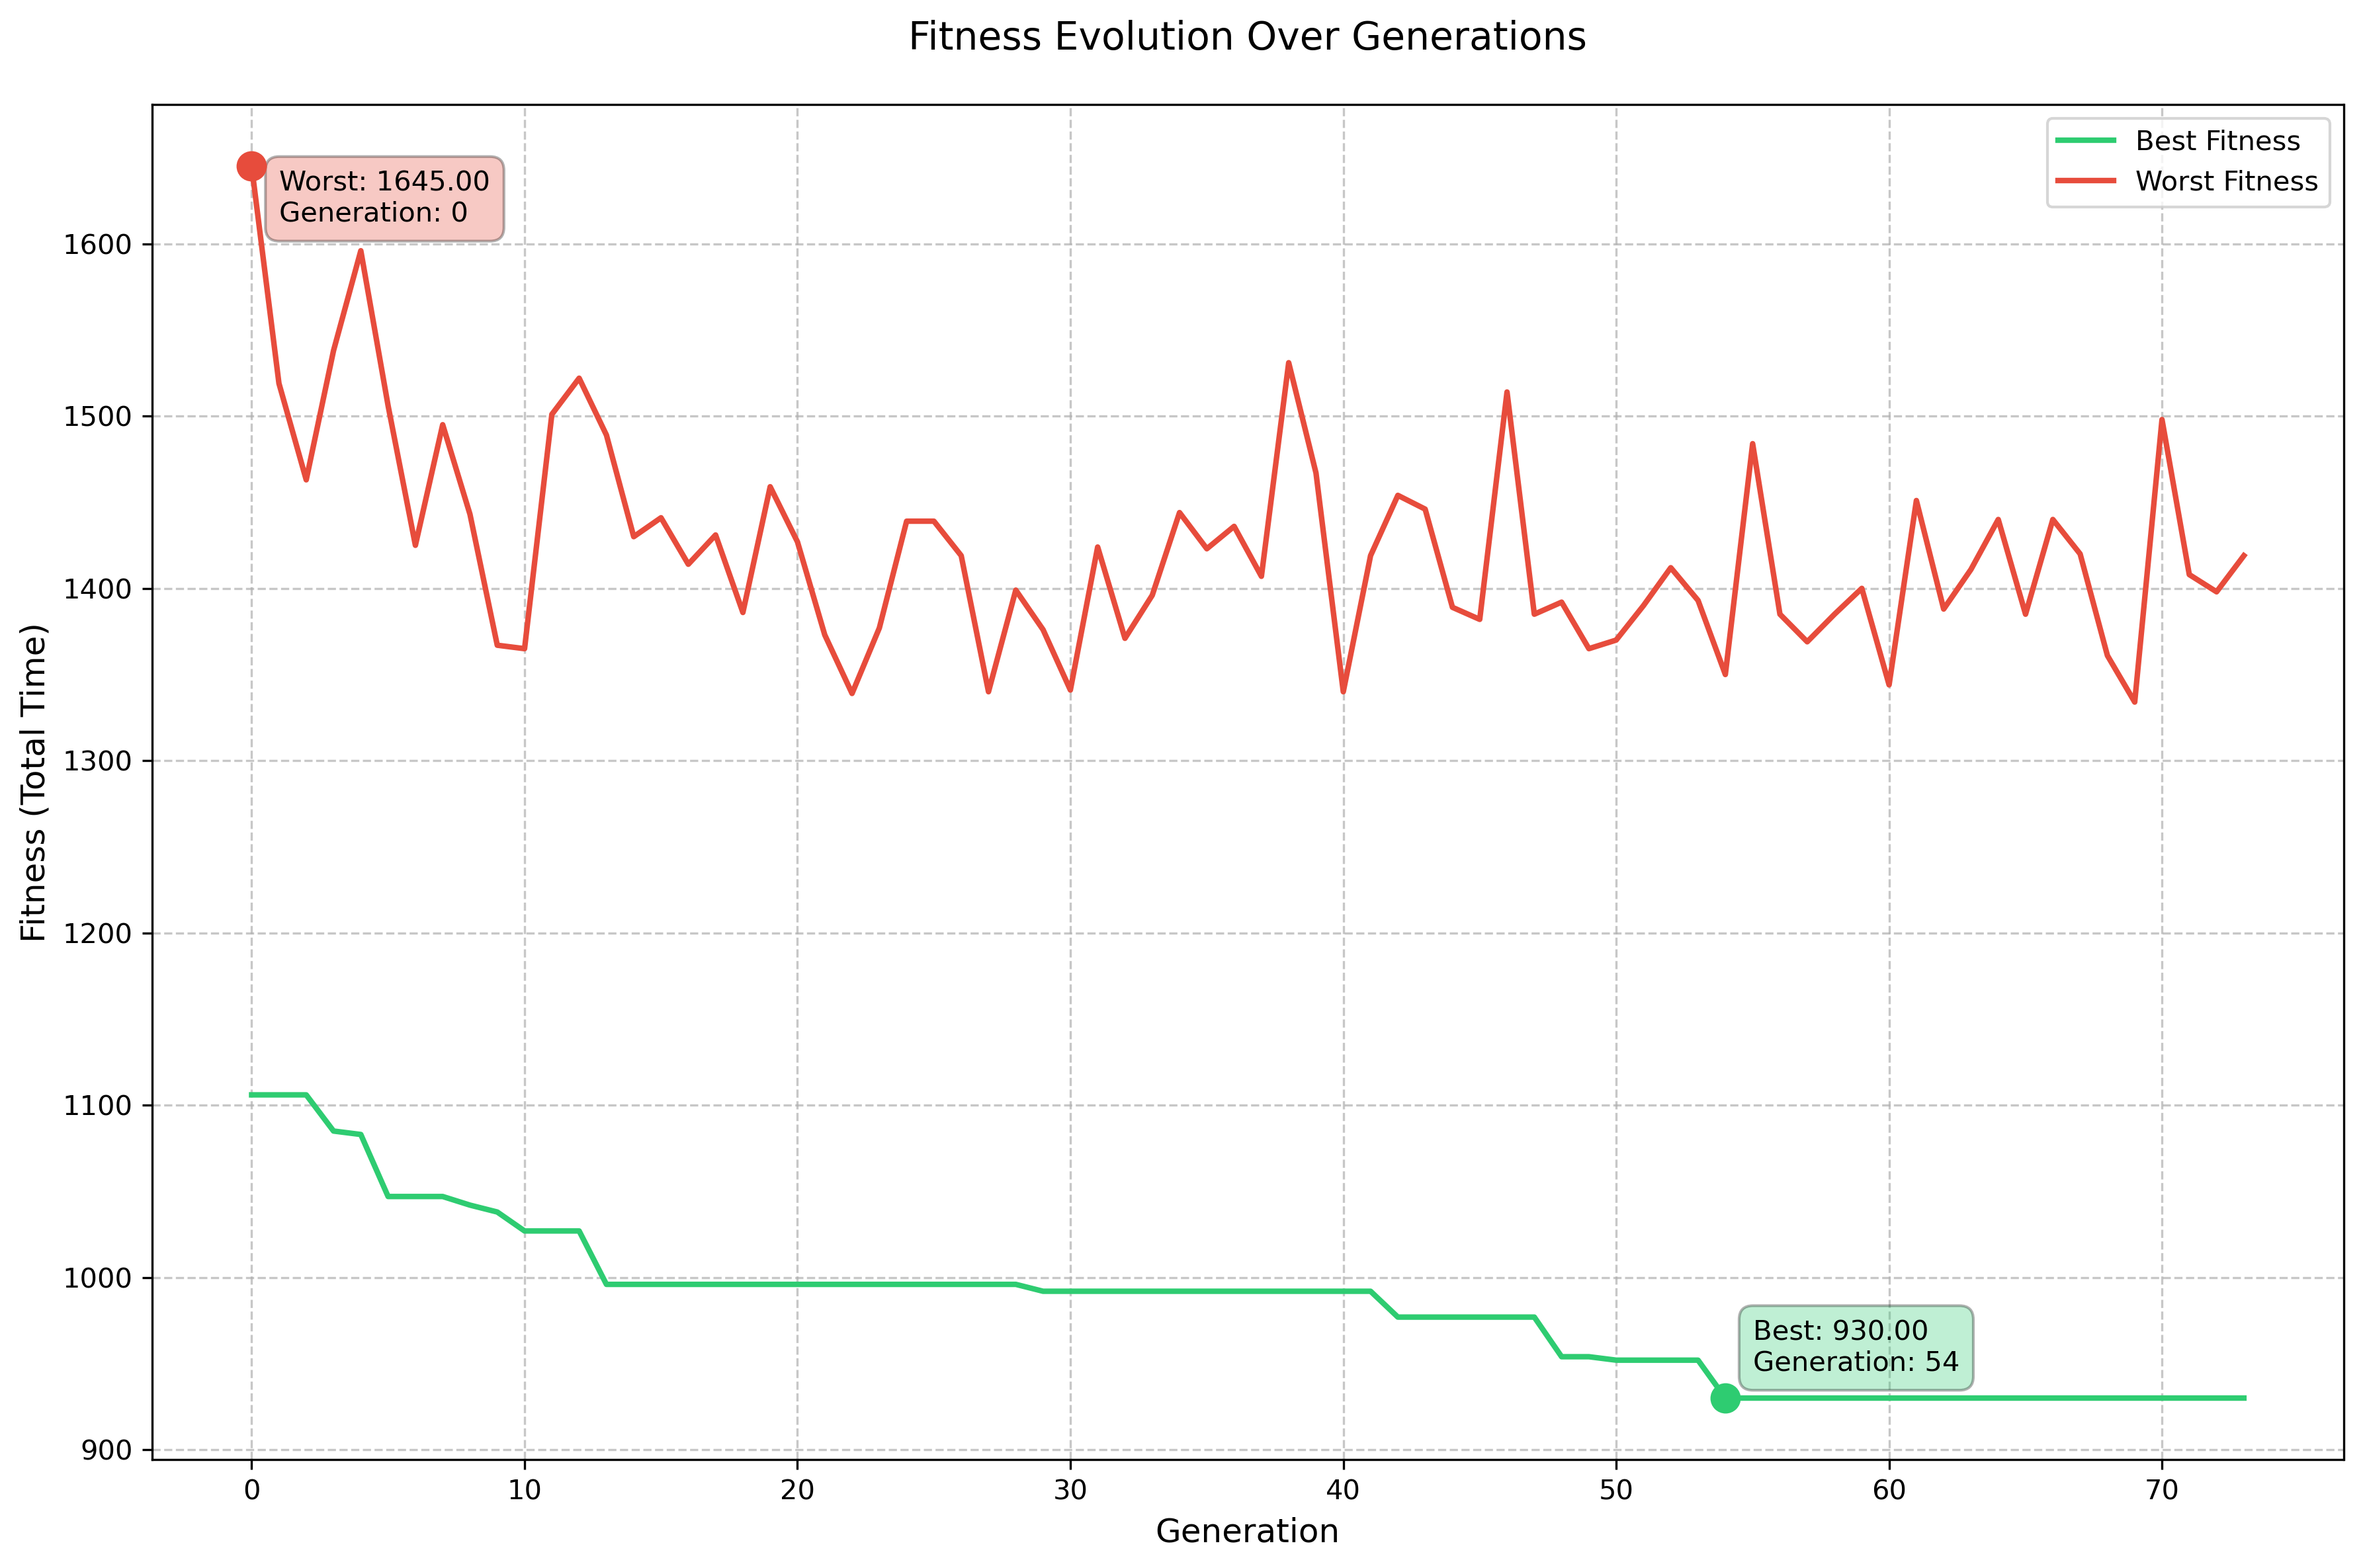 Fitness Evolution Over Generations
Best Fitness
Worst Fitness
Worst: 1645.00
Generation: 0
Fitness (Total Time)
1600
1500
1400
1300
1200
1100
1000
900
Best: 930.00
Generation: 54
0 10 20 30 40 50 60 70
Generation